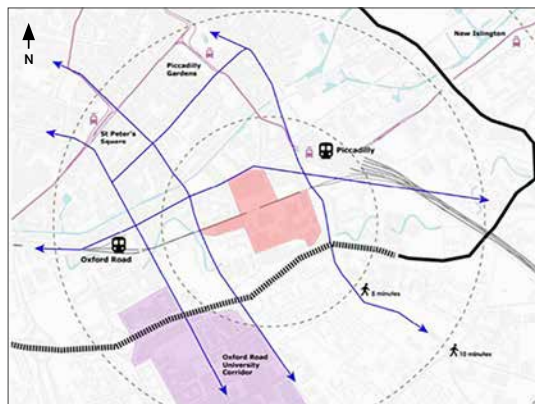 N
New Islington
Piccadilly
Gardens
St Peter's
Square
Piccadilly
Oxford Road
5 minutes
Oxford Road
University
Corridor
10 minutes